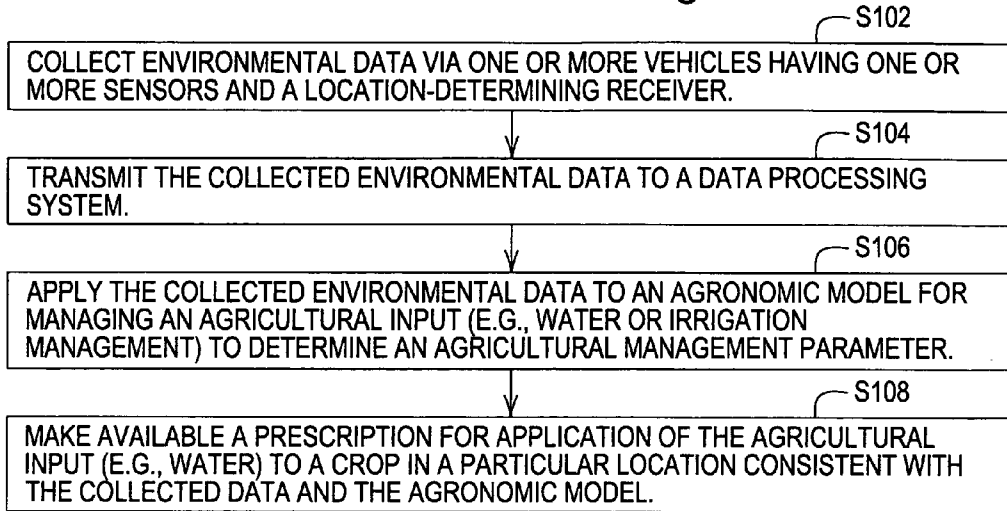 S102
COLLECT ENVIRONMENTAL DATA VIA ONE OR MORE VEHICLES HAVING ONE OR
MORE SENSORS AND A LOCATION-DETERMINING RECEIVER.
S104
TRANSMIT THE COLLECTED ENVIRONMENTAL DATA TO A DATA PROCESSING
SYSTEM.
S106
APPLY THE COLLECTED ENVIRONMENTAL DATA TO AN AGRONOMIC MODEL FOR
MANAGING AN AGRICULTURAL INPUT (E.G., WATER OR IRRIGATION
MANAGEMENT) TO DETERMINE AN AGRICULTURAL MANAGEMENT PARAMETER.
S108
MAKE AVAILABLE A PRESCRIPTION FOR APPLICATION OF THE AGRICULTURAL
INPUT (E.G., WATER) TO A CROP IN A PARTICULAR LOCATION CONSISTENT WITH
THE COLLECTED DATA AND THE AGRONOMIC MODEL.